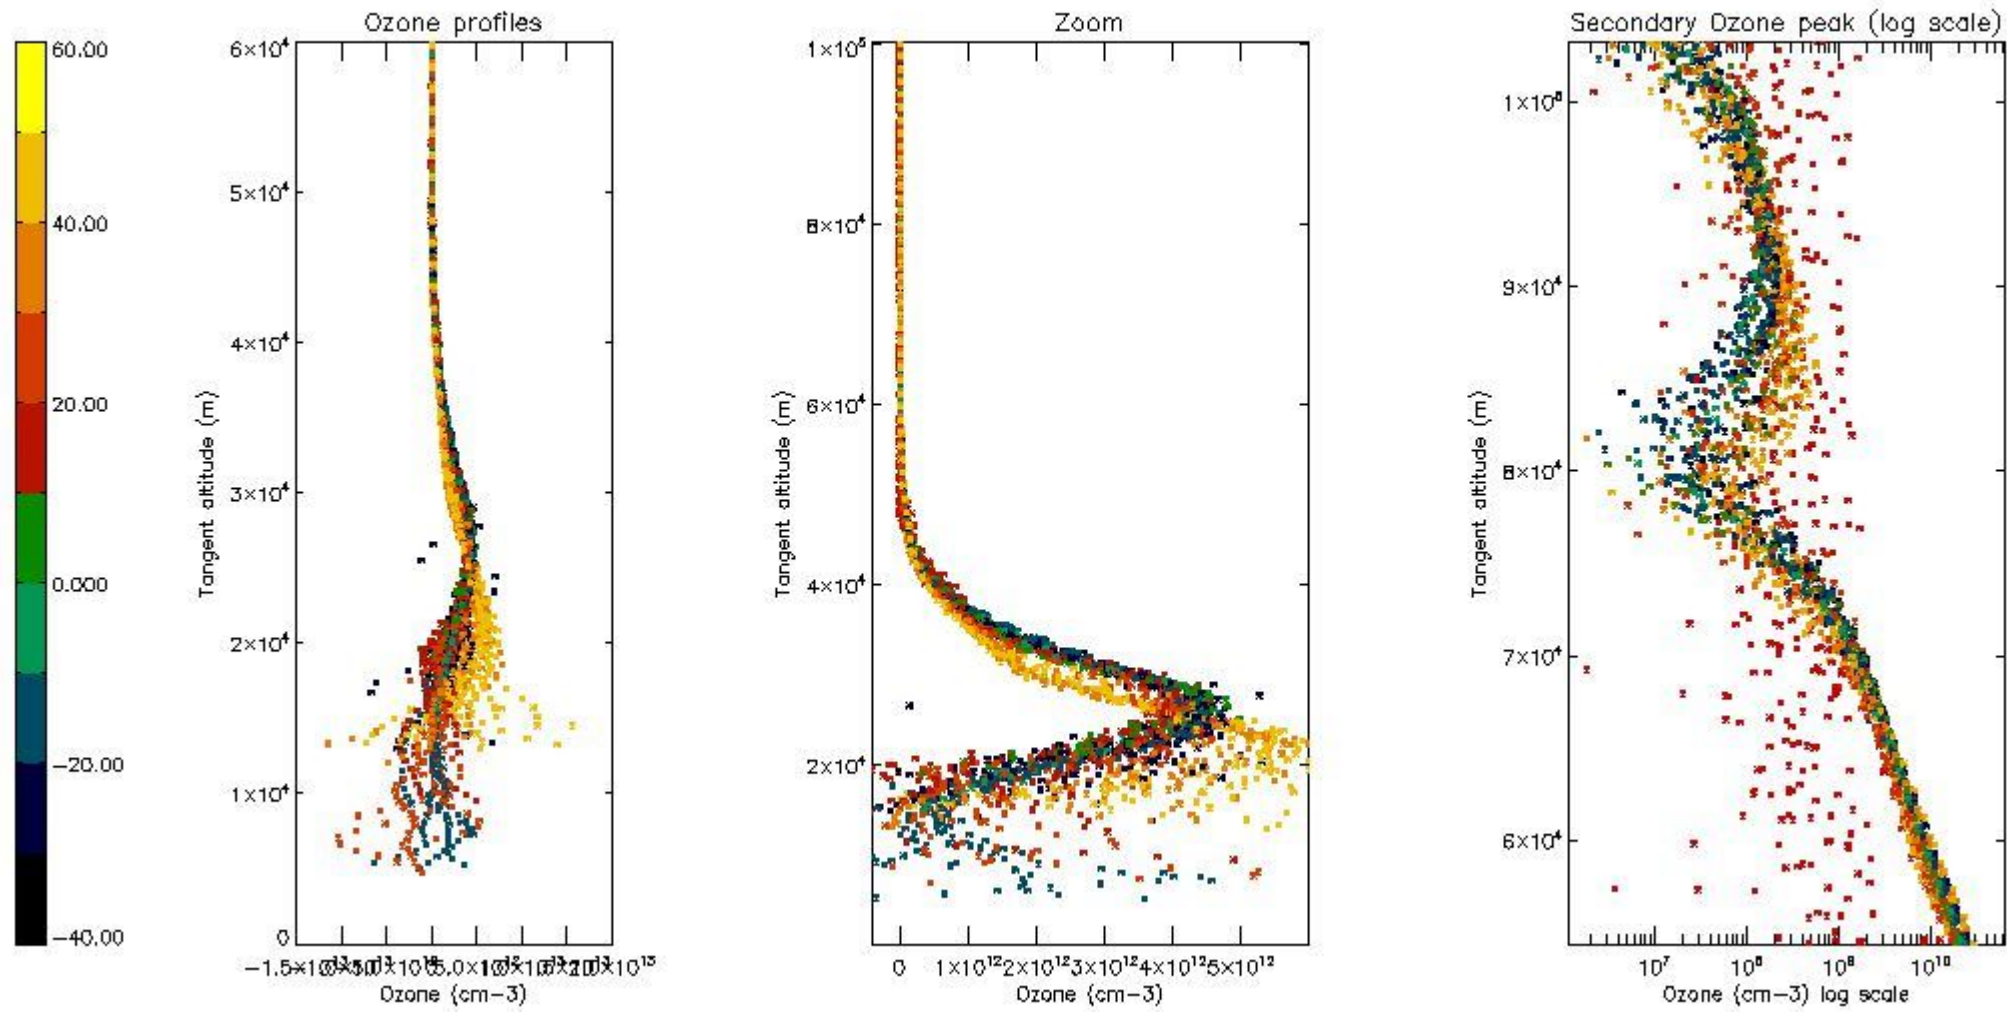 60.00
40.00
20.00
0.000
−20.00
−40.00
Ozone profiles
6×10⁴
5×10⁴
4×10⁴
3×10⁴
2×10⁴
1×10⁴
0
Tangent altitude (m)
Ozone (cm−3)
Zoom
1×10⁵
8×10⁴
6×10⁴
4×10⁴
2×10⁴
Tangent altitude (m)
0 1×10¹² 2×10¹² 3×10¹² 4×10¹² 5×10¹²
Ozone (cm−3)
Secondary Ozone peak (log scale)
1×10⁵
9×10⁴
8×10⁴
7×10⁴
6×10⁴
Tangent altitude (m)
10⁷ 10⁸ 10⁹ 10¹⁰
Ozone (cm−3) log scale